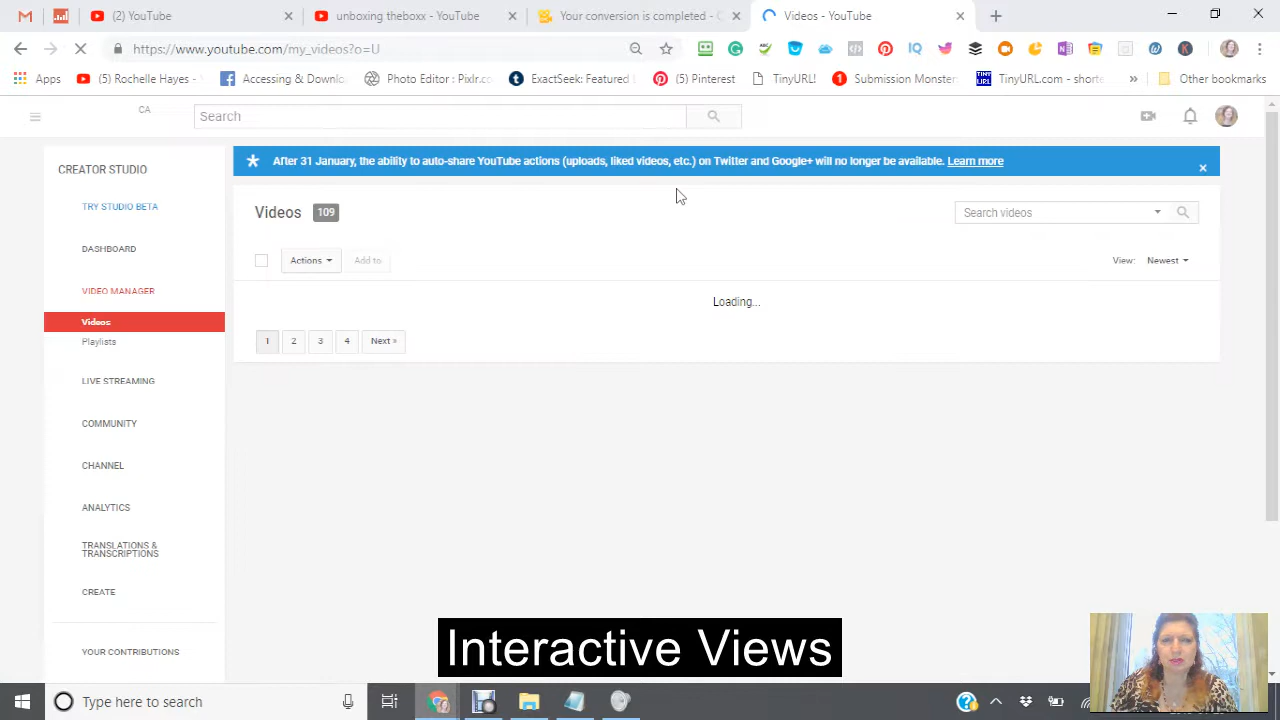 (2) YouTube
unboxing theboxx - YouTube
Your conversion is completed - C
Videos - YouTube
https://www.youtube.com/my_videos?o=U
Apps
(5) Rochelle Hayes
Accessing & Downlo
Photo Editor : Pixlr.co
ExactSeek: Featured
(5) Pinterest
TinyURL!
Submission Monster
TinyURL.com - shorte
Other bookmarks
CA
Search
CREATOR STUDIO
After 31 January, the ability to auto-share YouTube actions (uploads, liked videos, etc.) on Twitter and Google+ will no longer be available. Learn more
TRY STUDIO BETA
Videos 109
Search videos
DASHBOARD
Actions
Add to
View: Newest
VIDEO MANAGER
Loading...
Videos
Playlists
1 2 3 4 Next »
LIVE STREAMING
COMMUNITY
CHANNEL
ANALYTICS
TRANSLATIONS &
TRANSCRIPTIONS
CREATE
YOUR CONTRIBUTIONS
Interactive Views
Type here to search